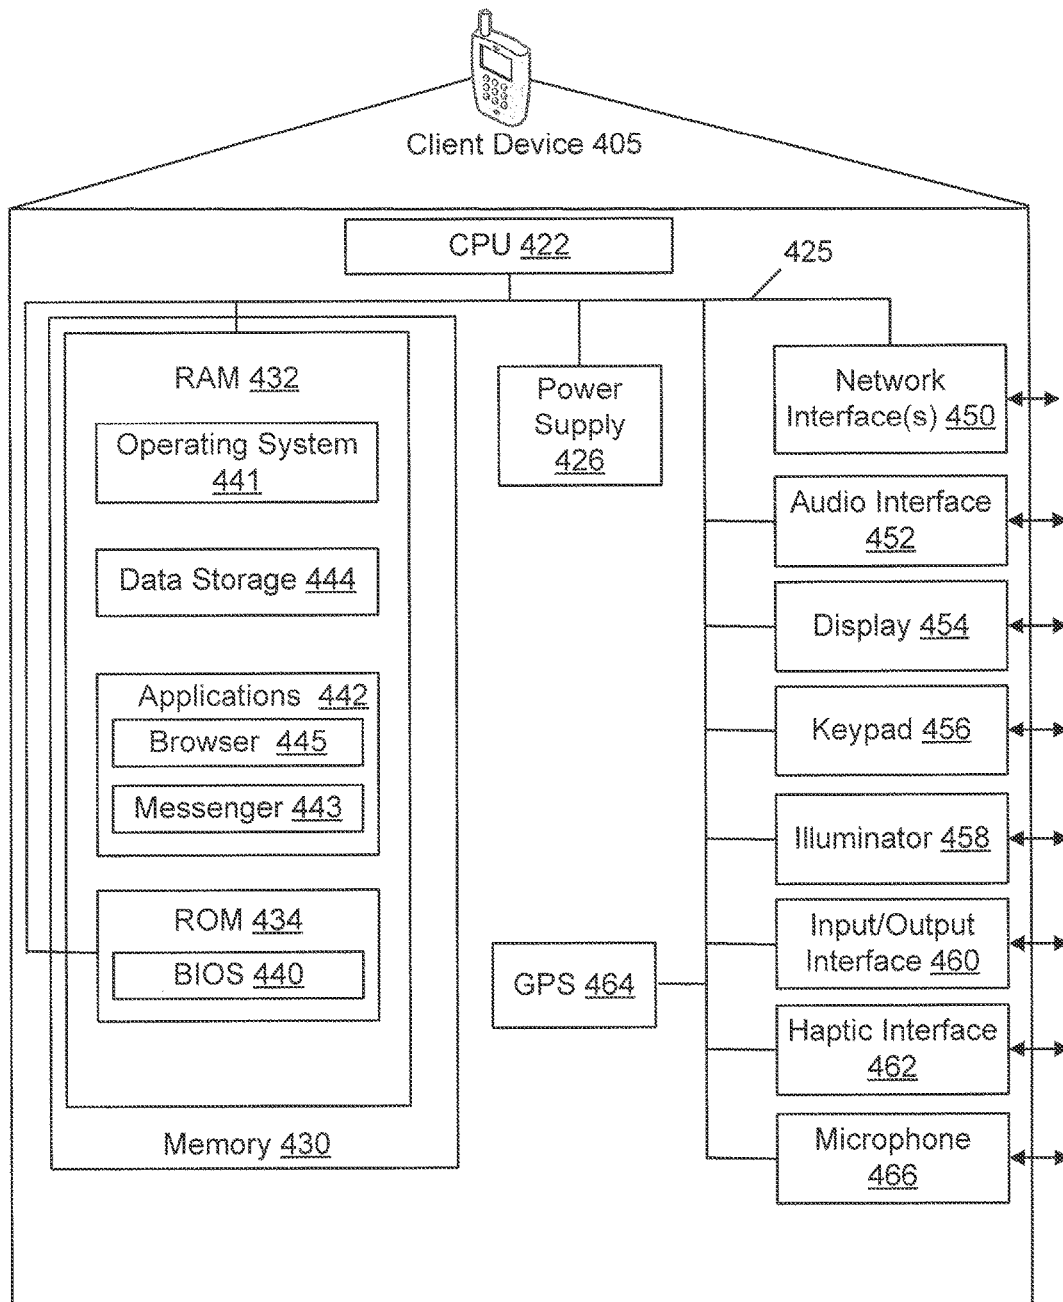 Client Device 405
CPU 422
425
RAM 432
Operating System
441
Data Storage 444
Applications 442
Browser 445
Messenger 443
ROM 434
BIOS 440
Memory 430
Power
Supply
426
GPS 464
Network
Interface(s) 450
Audio Interface
452
Display 454
Keypad 456
Illuminator 458
Input/Output
Interface 460
Haptic Interface
462
Microphone
466